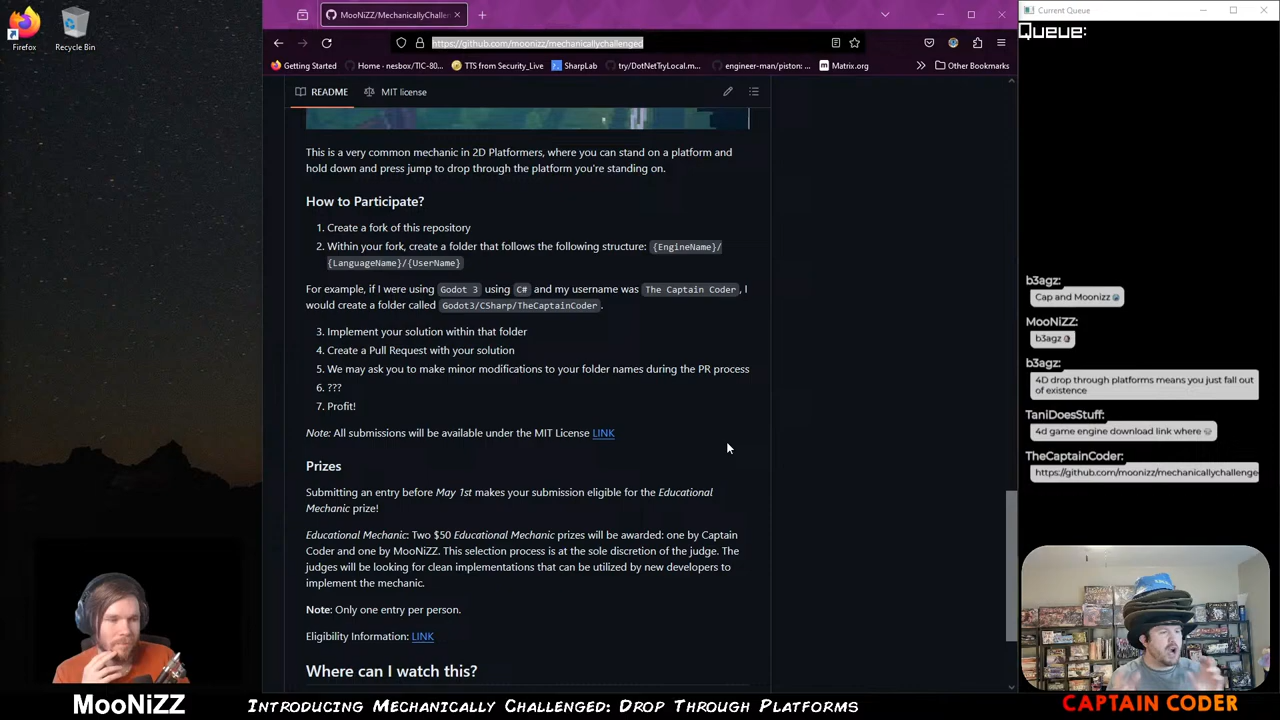 Firefox
Recycle Bin
MooNiZZ/MechanicallyChallen
https://github.com/moonizz/mechanicallychallenged
Getting Started
Home - nesbox/TIC-80...
TTS from Security_Live
SharpLab
try/DotNetTryLocal.m...
engineer-man/piston: ...
Matrix.org
Other Bookmarks
README
MIT license
This is a very common mechanic in 2D Platformers, where you can stand on a platform and
hold down and press jump to drop through the platform you're standing on.
How to Participate?
1. Create a fork of this repository
2. Within your fork, create a folder that follows the following structure: {EngineName}/
{LanguageName}/{UserName}
For example, if I were using Godot 3 using C# and my username was The Captain Coder, I
would create a folder called Godot3/CSharp/TheCaptainCoder.
3. Implement your solution within that folder
4. Create a Pull Request with your solution
5. We may ask you to make minor modifications to your folder names during the PR process
6. ???
7. Profit!
Note: All submissions will be available under the MIT License LINK
Prizes
Submitting an entry before May 1st makes your submission eligible for the Educational
Mechanic prize!
Educational Mechanic: Two $50 Educational Mechanic prizes will be awarded: one by Captain
Coder and one by MooNiZZ. This selection process is at the sole discretion of the judge. The
judges will be looking for clean implementations that can be utilized by new developers to
implement the mechanic.
Note: Only one entry per person.
Eligibility Information: LINK
Where can I watch this?
Current Queue
Queue:
b3agz:
Cap and Moonizz
MooNiZZ:
b3agz
b3agz:
4D drop through platforms means you just fall out
of existence
TaniDoesStuff:
4d game engine download link where
TheCaptainCoder:
https://github.com/moonizz/mechanicallychallenge
MooNiZZ
Introducing Mechanically Challenged: Drop Through Platforms
Captain Coder